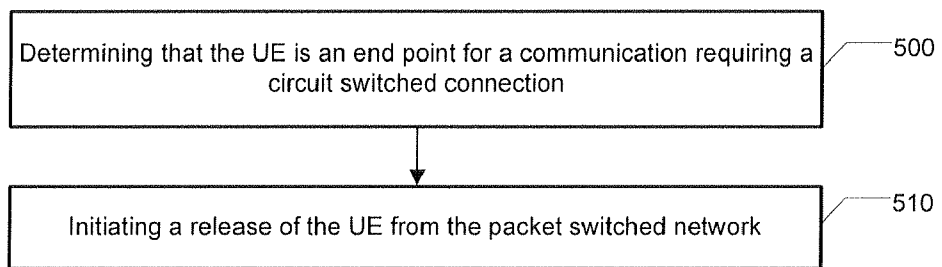 Determining that the UE is an end point for a communication requiring a
circuit switched connection
500
Initiating a release of the UE from the packet switched network
510